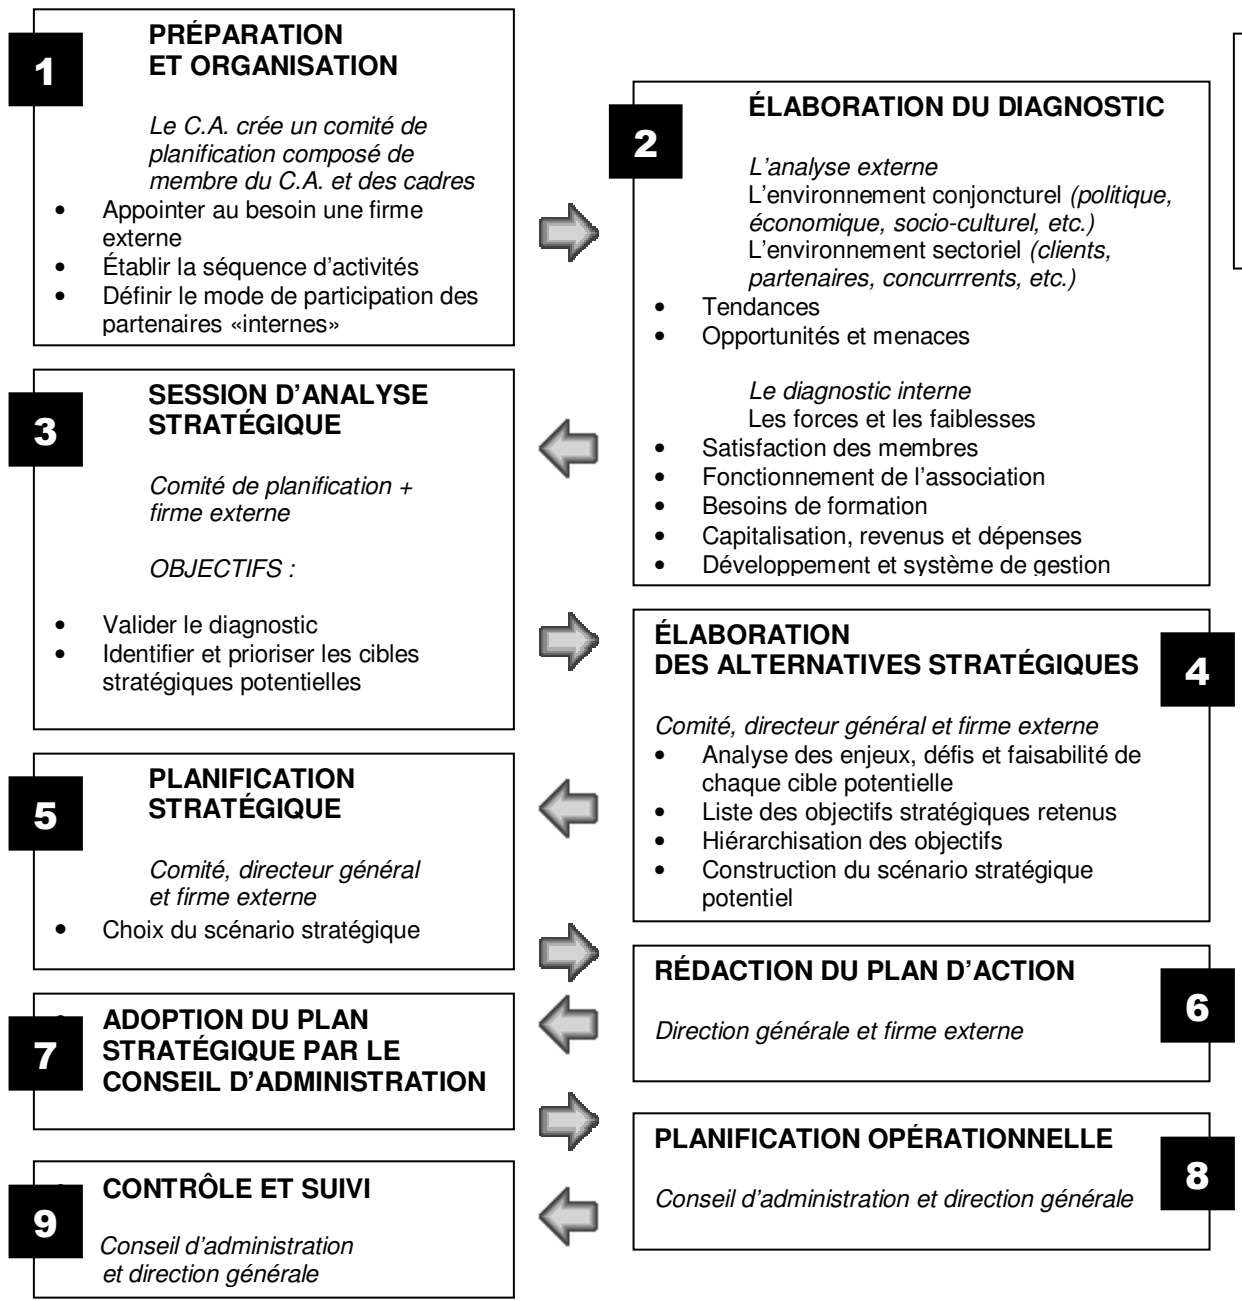 1
PRÉPARATION
ET ORGANISATION
Le C.A. crée un comité de
planification composé de
membre du C.A. et des cadres
• Appointer au besoin une firme
externe
• Établir la séquence d’activités
• Définir le mode de participation des
partenaires «internes»
2
ÉLABORATION DU DIAGNOSTIC
L’analyse externe
L’environnement conjoncturel (politique,
économique, socio-culturel, etc.)
L’environnement sectoriel (clients,
partenaires, concurrrents, etc.)
• Tendances
• Opportunités et menaces
Le diagnostic interne
Les forces et les faiblesses
• Satisfaction des membres
• Fonctionnement de l’association
• Besoins de formation
• Capitalisation, revenus et dépenses
• Développement et système de gestion
3
SESSION D’ANALYSE
STRATÉGIQUE
Comité de planification +
firme externe
OBJECTIFS :
• Valider le diagnostic
• Identifier et prioriser les cibles
stratégiques potentielles
4
ÉLABORATION
DES ALTERNATIVES STRATÉGIQUES
Comité, directeur général et firme externe
• Analyse des enjeux, défis et faisabilité de
chaque cible potentielle
• Liste des objectifs stratégiques retenus
• Hiérarchisation des objectifs
• Construction du scénario stratégique
potentiel
5
PLANIFICATION
STRATÉGIQUE
Comité, directeur général
et firme externe
• Choix du scénario stratégique
6
RÉDACTION DU PLAN D’ACTION
Direction générale et firme externe
7
ADOPTION DU PLAN
STRATÉGIQUE PAR LE
CONSEIL D’ADMINISTRATION
8
PLANIFICATION OPÉRATIONNELLE
Conseil d’administration et direction générale
9
CONTRÔLE ET SUIVI
Conseil d’administration
et direction générale